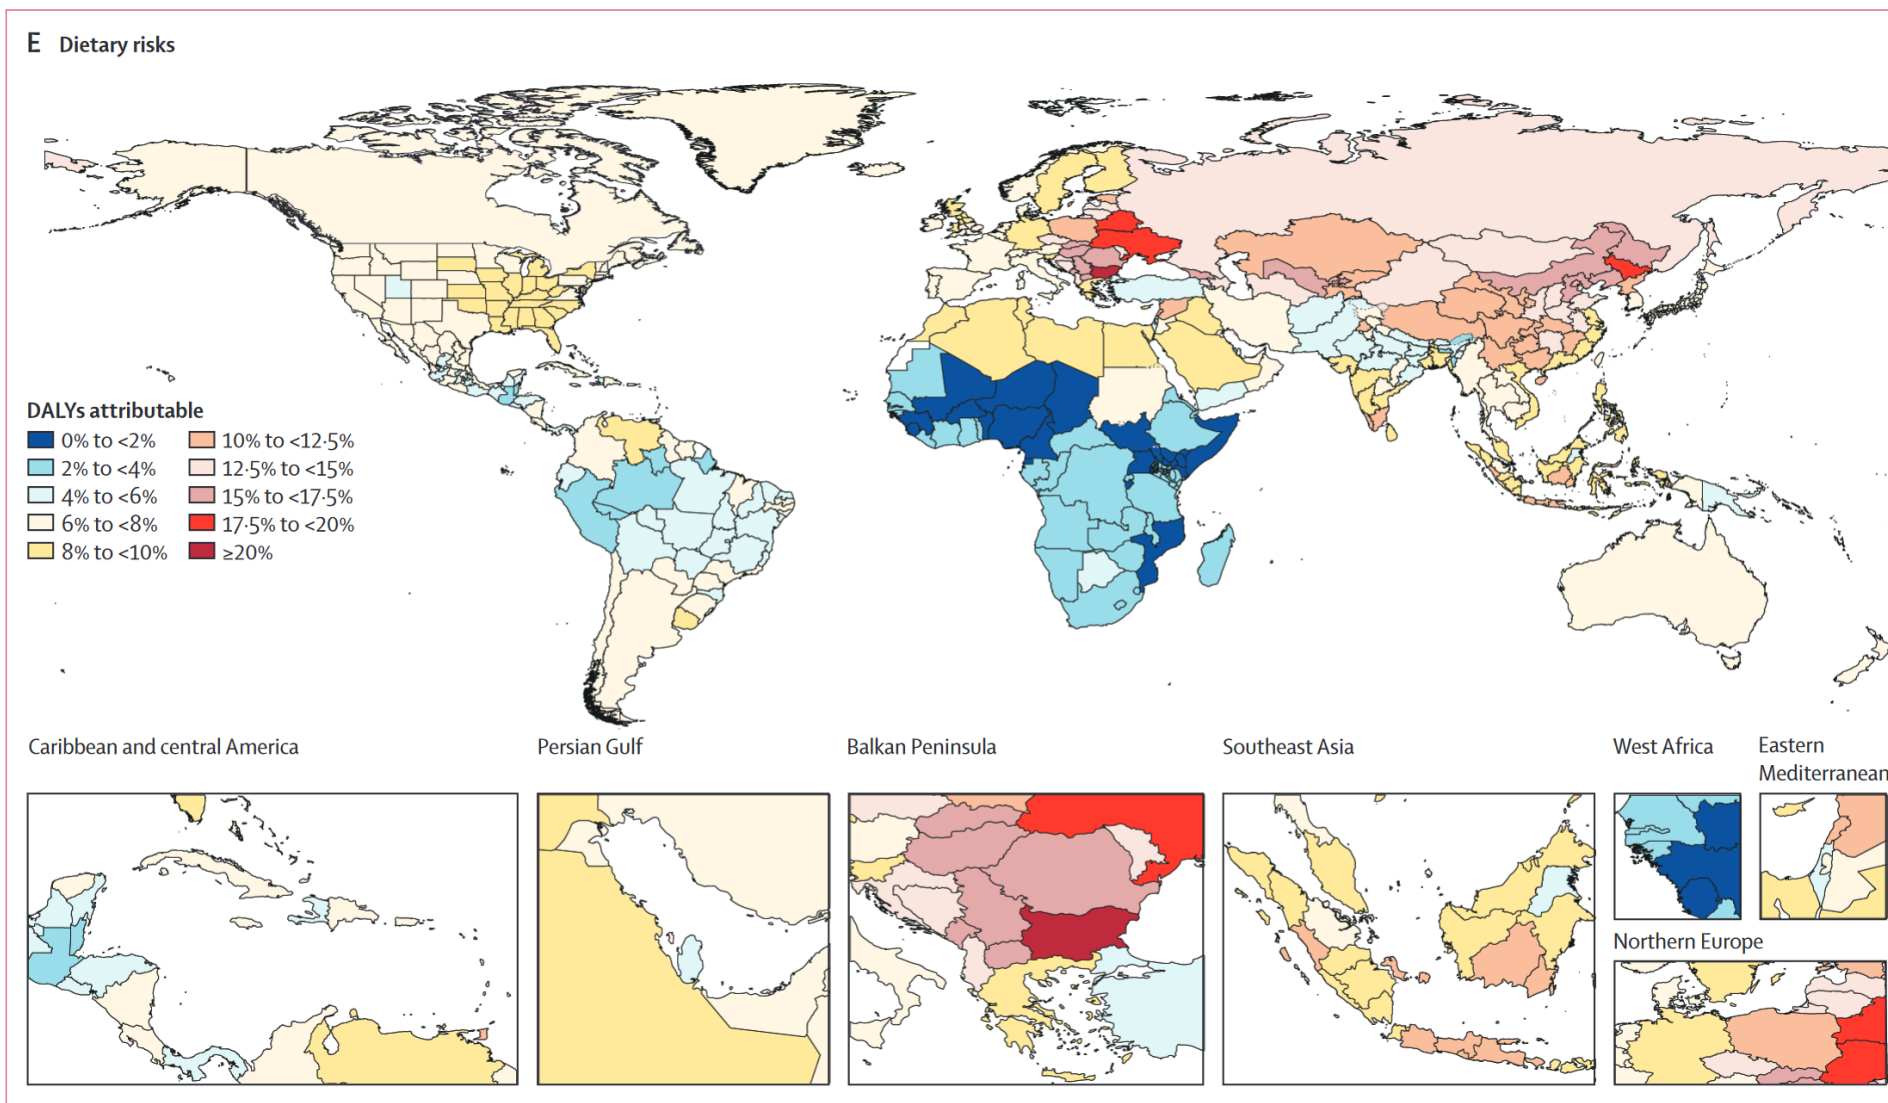 E Dietary risks
DALYs attributable
0% to <2%
2% to <4%
4% to <6%
6% to <8%
8% to <10%
10% to <12·5%
12·5% to <15%
15% to <17·5%
17·5% to <20%
≥20%
Caribbean and central America
Persian Gulf
Balkan Peninsula
Southeast Asia
West Africa
Eastern
Mediterranean
Northern Europe